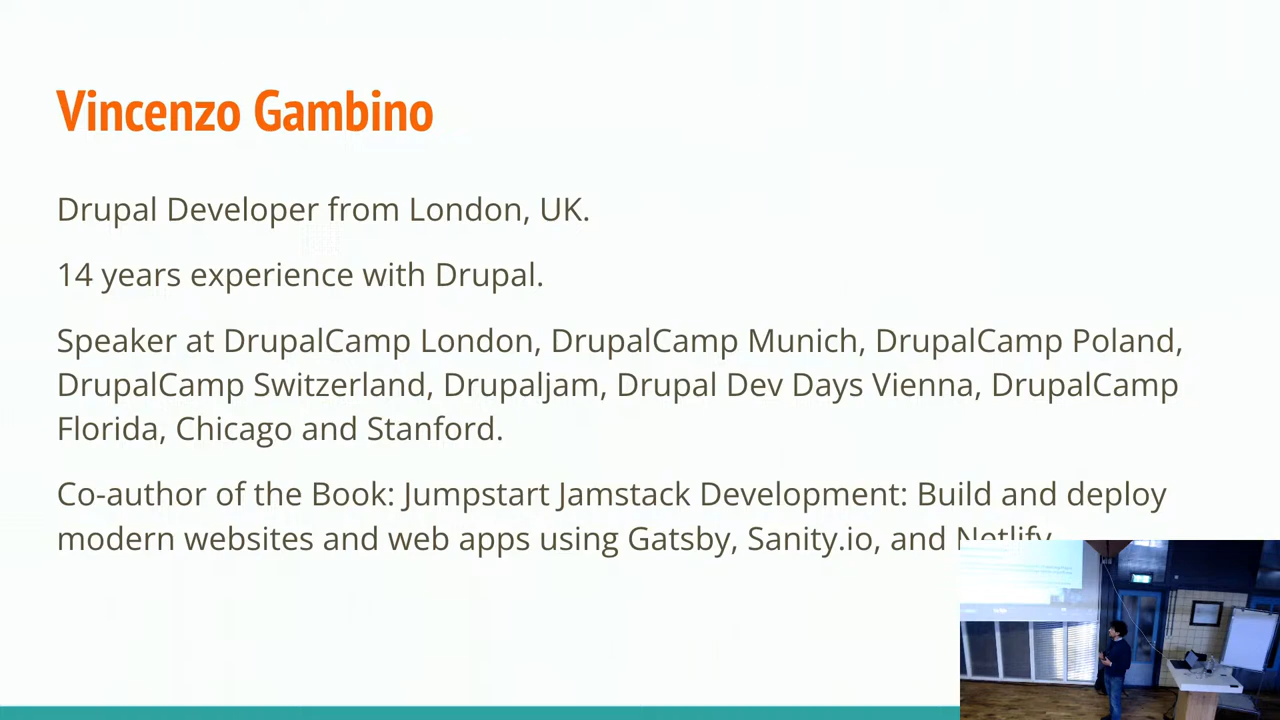 Vincenzo Gambino
Drupal Developer from London, UK.
14 years experience with Drupal.
Speaker at DrupalCamp London, DrupalCamp Munich, DrupalCamp Poland,
DrupalCamp Switzerland, Drupaljam, Drupal Dev Days Vienna, DrupalCamp
Florida, Chicago and Stanford.
Co-author of the Book: Jumpstart Jamstack Development: Build and deploy
modern websites and web apps using Gatsby, Sanity.io, and Netlify